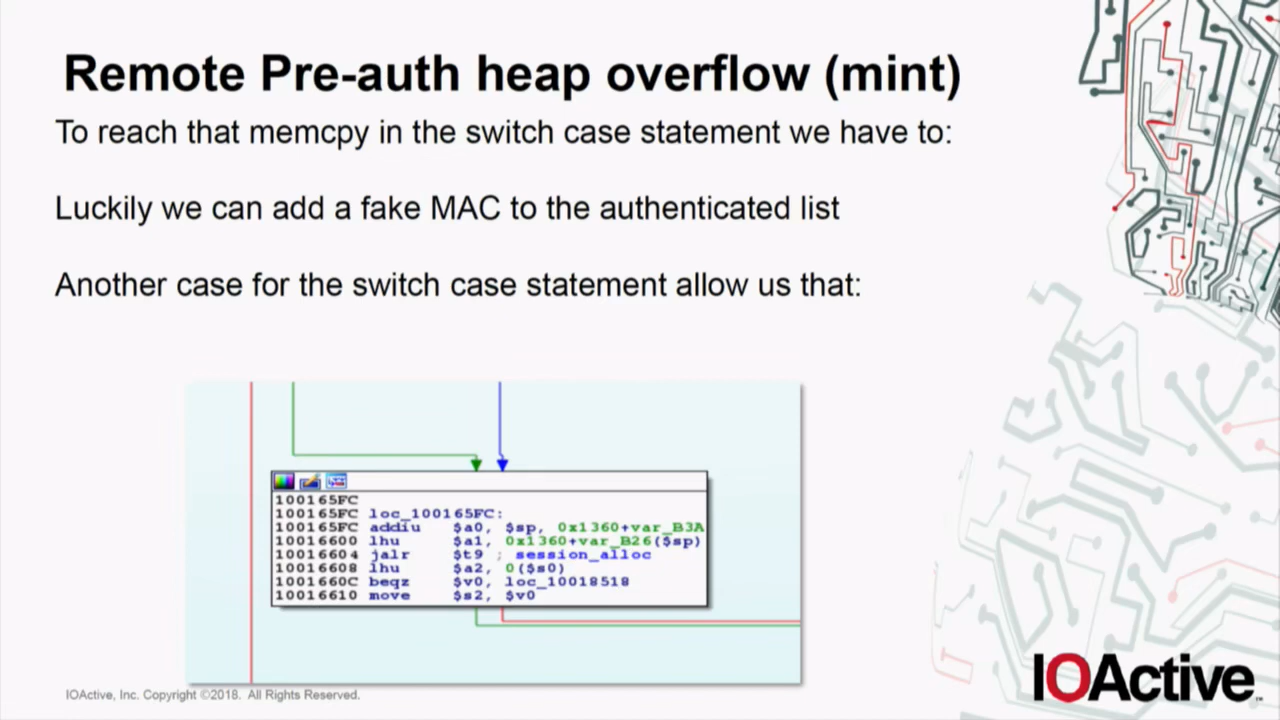 Remote Pre-auth heap overflow (mint)
To reach that memcpy in the switch case statement we have to:
Luckily we can add a fake MAC to the authenticated list
Another case for the switch case statement allow us that:
100165FC
100165FC loc_100165FC:
100165FC addiu $a0, $sp, 0x1360+var_B3A
10016600 lhu $a1, 0x1360+var_B26($sp)
10016604 jalr $t9 ; session_alloc
10016608 lhu $a2, 0($s0)
1001660C beqz $v0, loc_10018518
10016610 move $s2, $v0
IOActive, Inc. Copyright ©2018. All Rights Reserved.
IOActive™